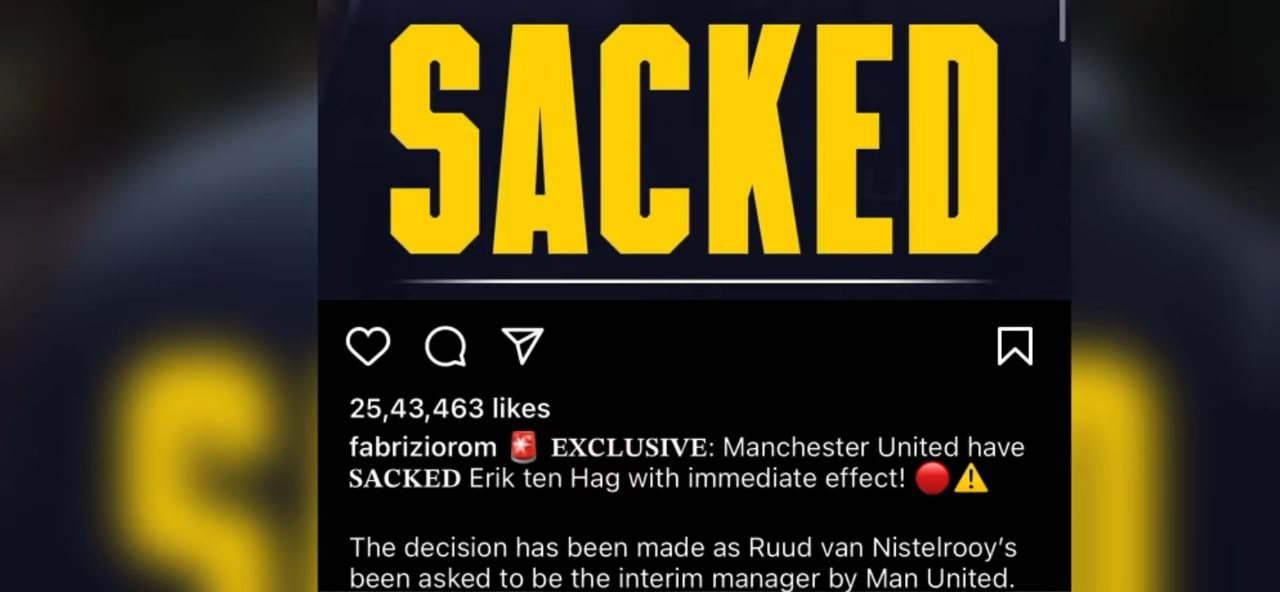 SACKED
25,43,463 likes
fabriziorom 🚨 EXCLUSIVE: Manchester United have
SACKED Erik ten Hag with immediate effect! 🔴⚠️
The decision has been made as Ruud van Nistelrooy’s
been asked to be the interim manager by Man United.